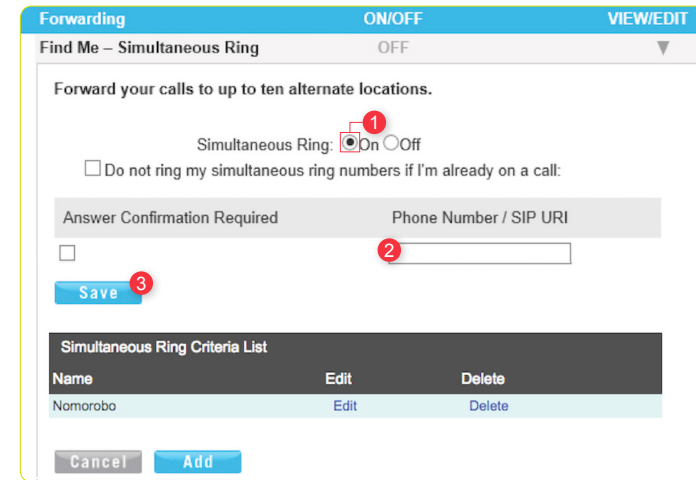 Forwarding ON/OFF VIEW/EDIT
Find Me – Simultaneous Ring OFF
Forward your calls to up to ten alternate locations.
1
Simultaneous Ring: On Off
Do not ring my simultaneous ring numbers if I'm already on a call:
Answer Confirmation Required Phone Number / SIP URI
2
Save 3
Simultaneous Ring Criteria List
Name Edit Delete
Nomorobo Edit Delete
Cancel Add